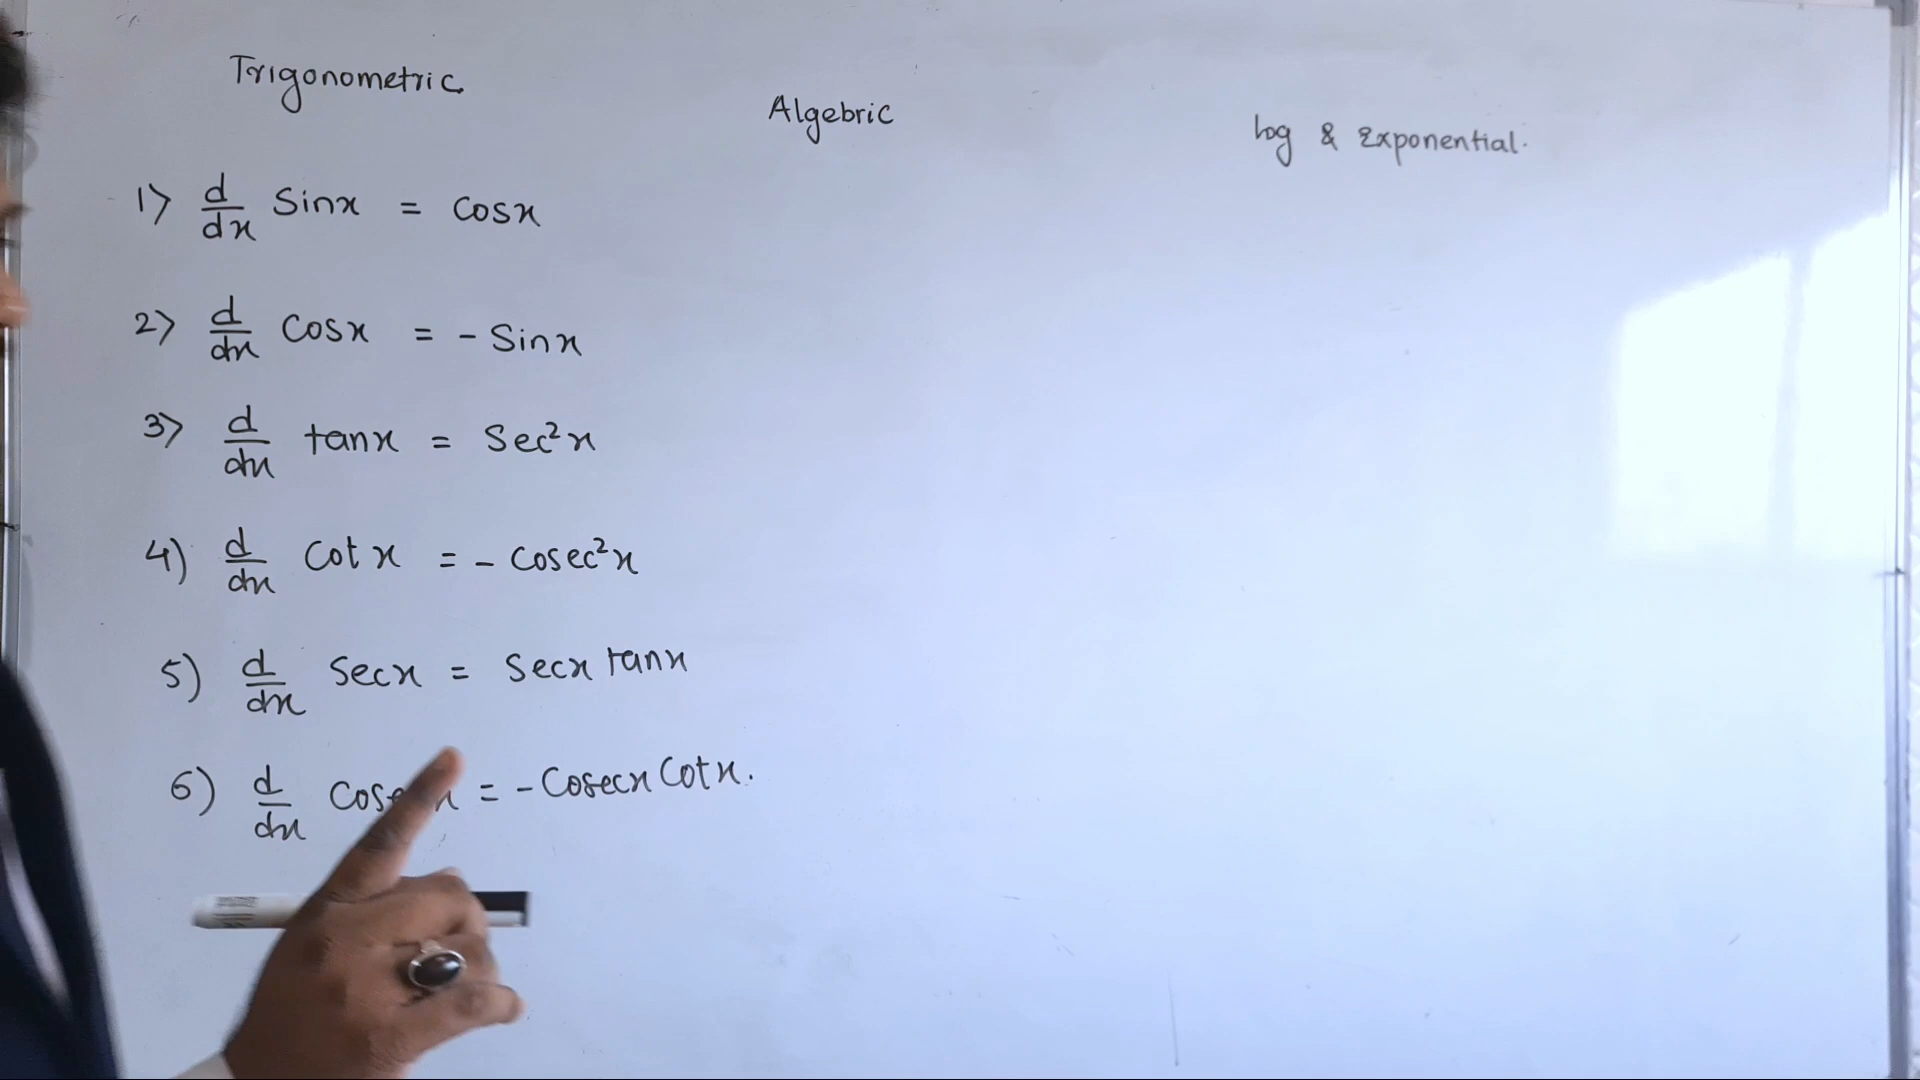 Trigonometric
Algebric
log & Exponential.
1) d/dx Sinx = Cosx
2) d/dx Cosx = - Sinx
3) d/dx tanx = Sec²x
4) d/dx Cot x = - Cosec²x
5) d/dx Secx = Secx tanx
6) d/dx = -Cosecx Cotx.